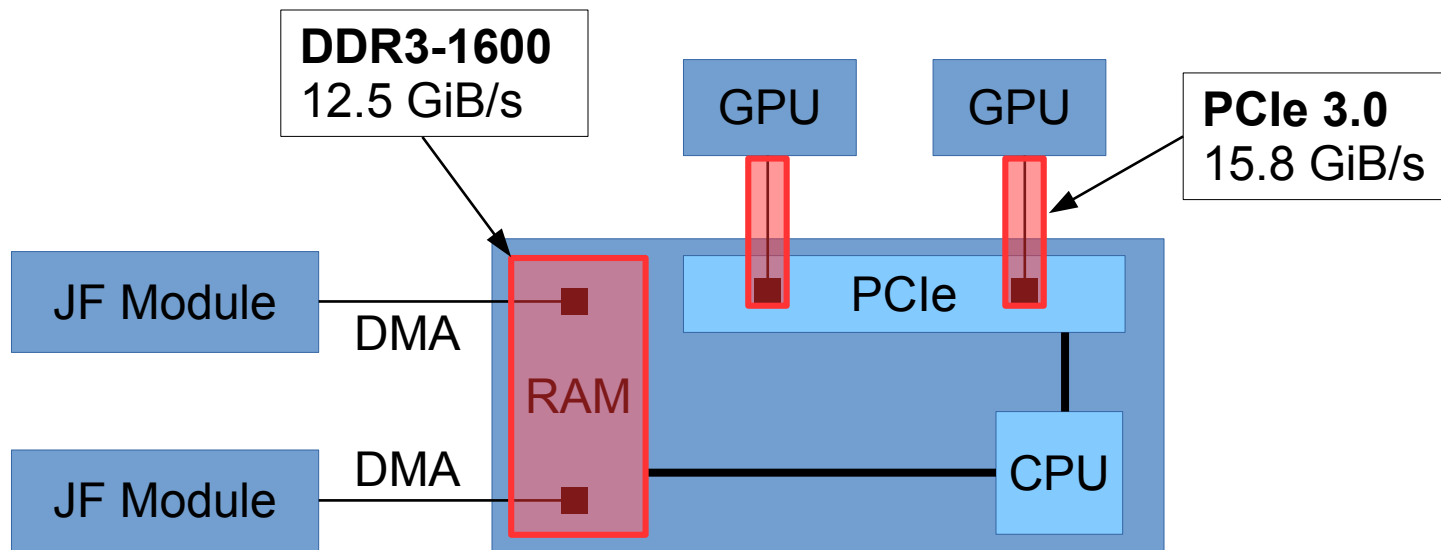 DDR3-1600
12.5 GiB/s
GPU
GPU
PCIe 3.0
15.8 GiB/s
JF Module
DMA
PCIe
RAM
JF Module
DMA
CPU